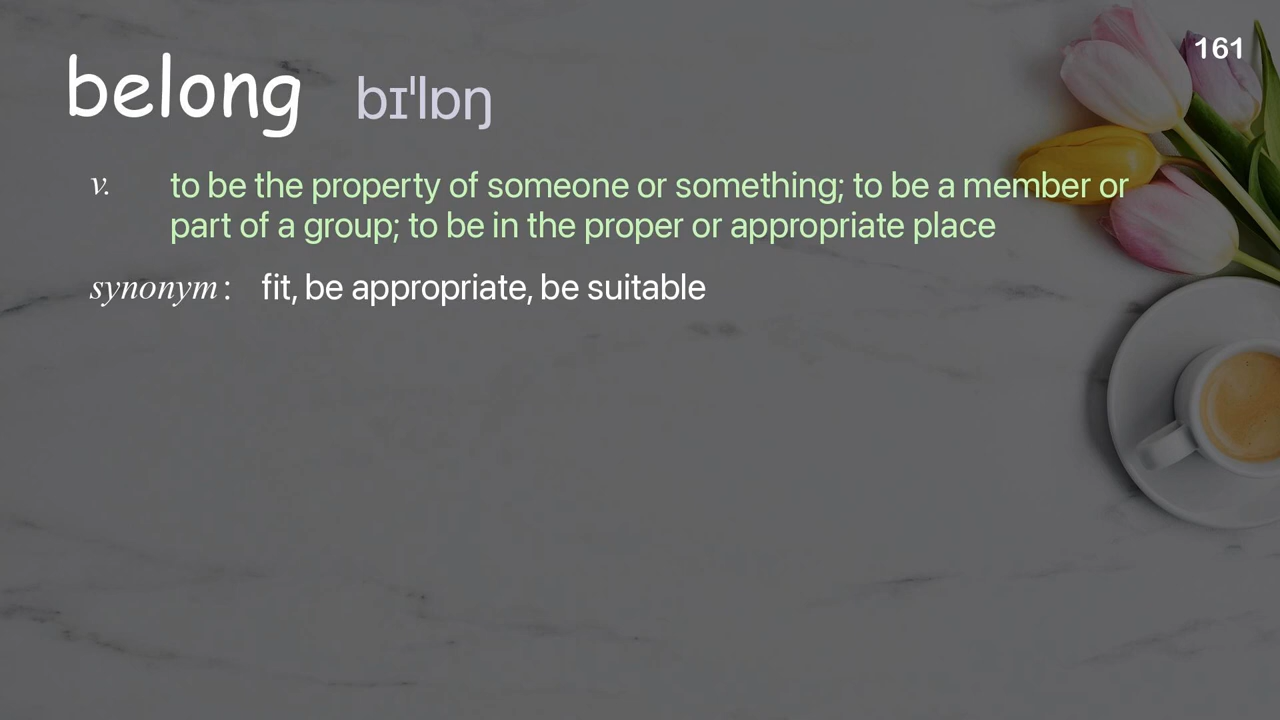 161
belong bɪˈlɒŋ
v. to be the property of someone or something; to be a member or
part of a group; to be in the proper or appropriate place
synonym : fit, be appropriate, be suitable